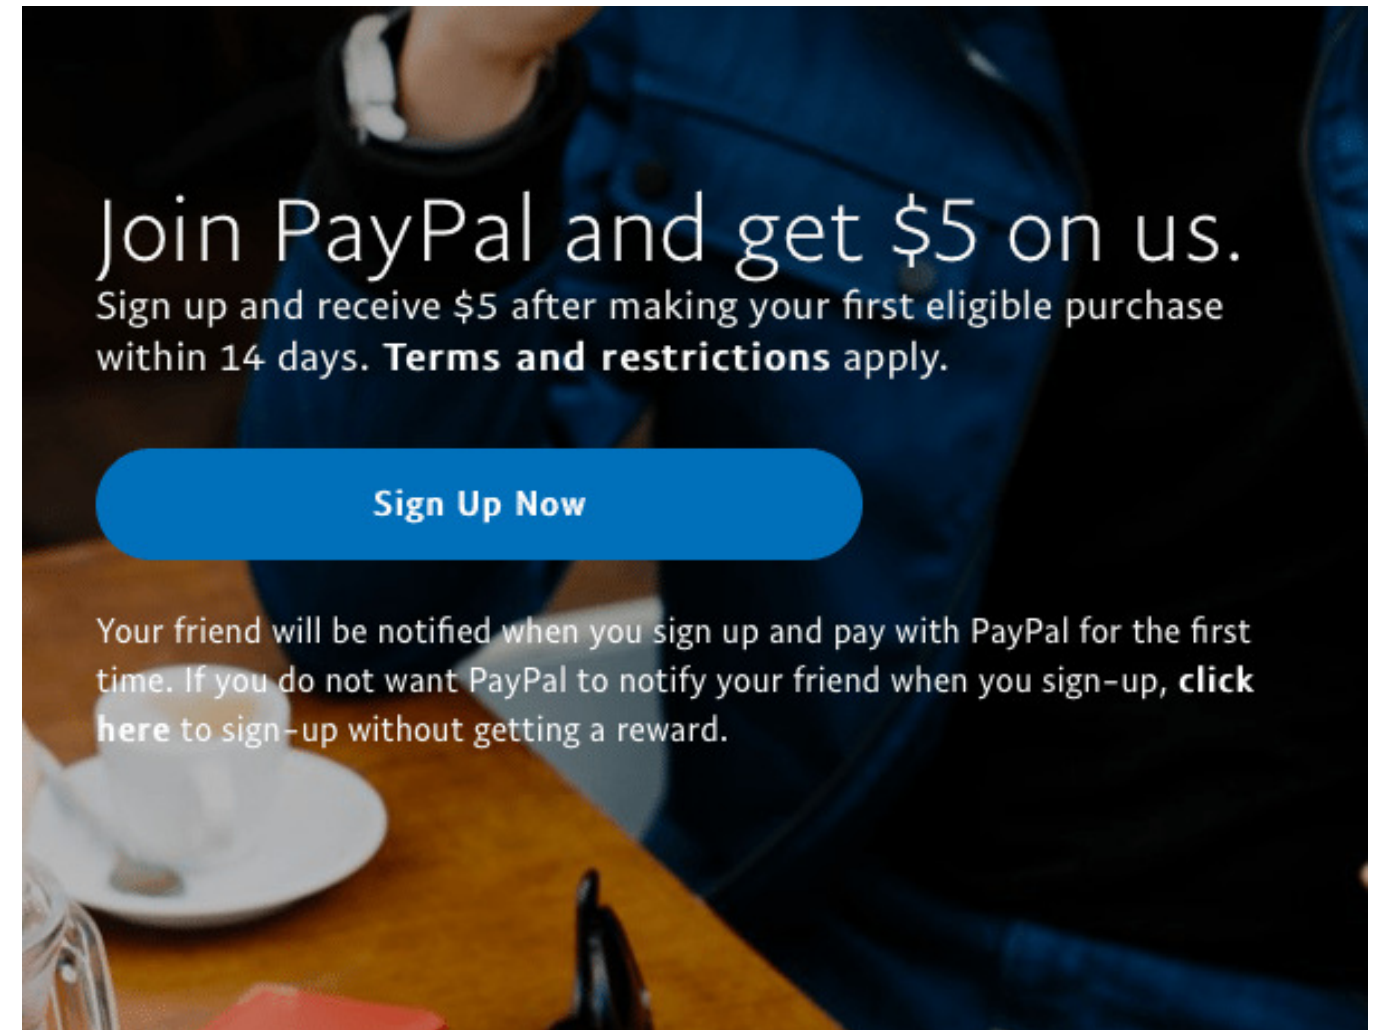 Join PayPal and get $5 on us.
Sign up and receive $5 after making your first eligible purchase
within 14 days. Terms and restrictions apply.
Sign Up Now
Your friend will be notified when you sign up and pay with PayPal for the first
time. If you do not want PayPal to notify your friend when you sign-up, click
here to sign-up without getting a reward.